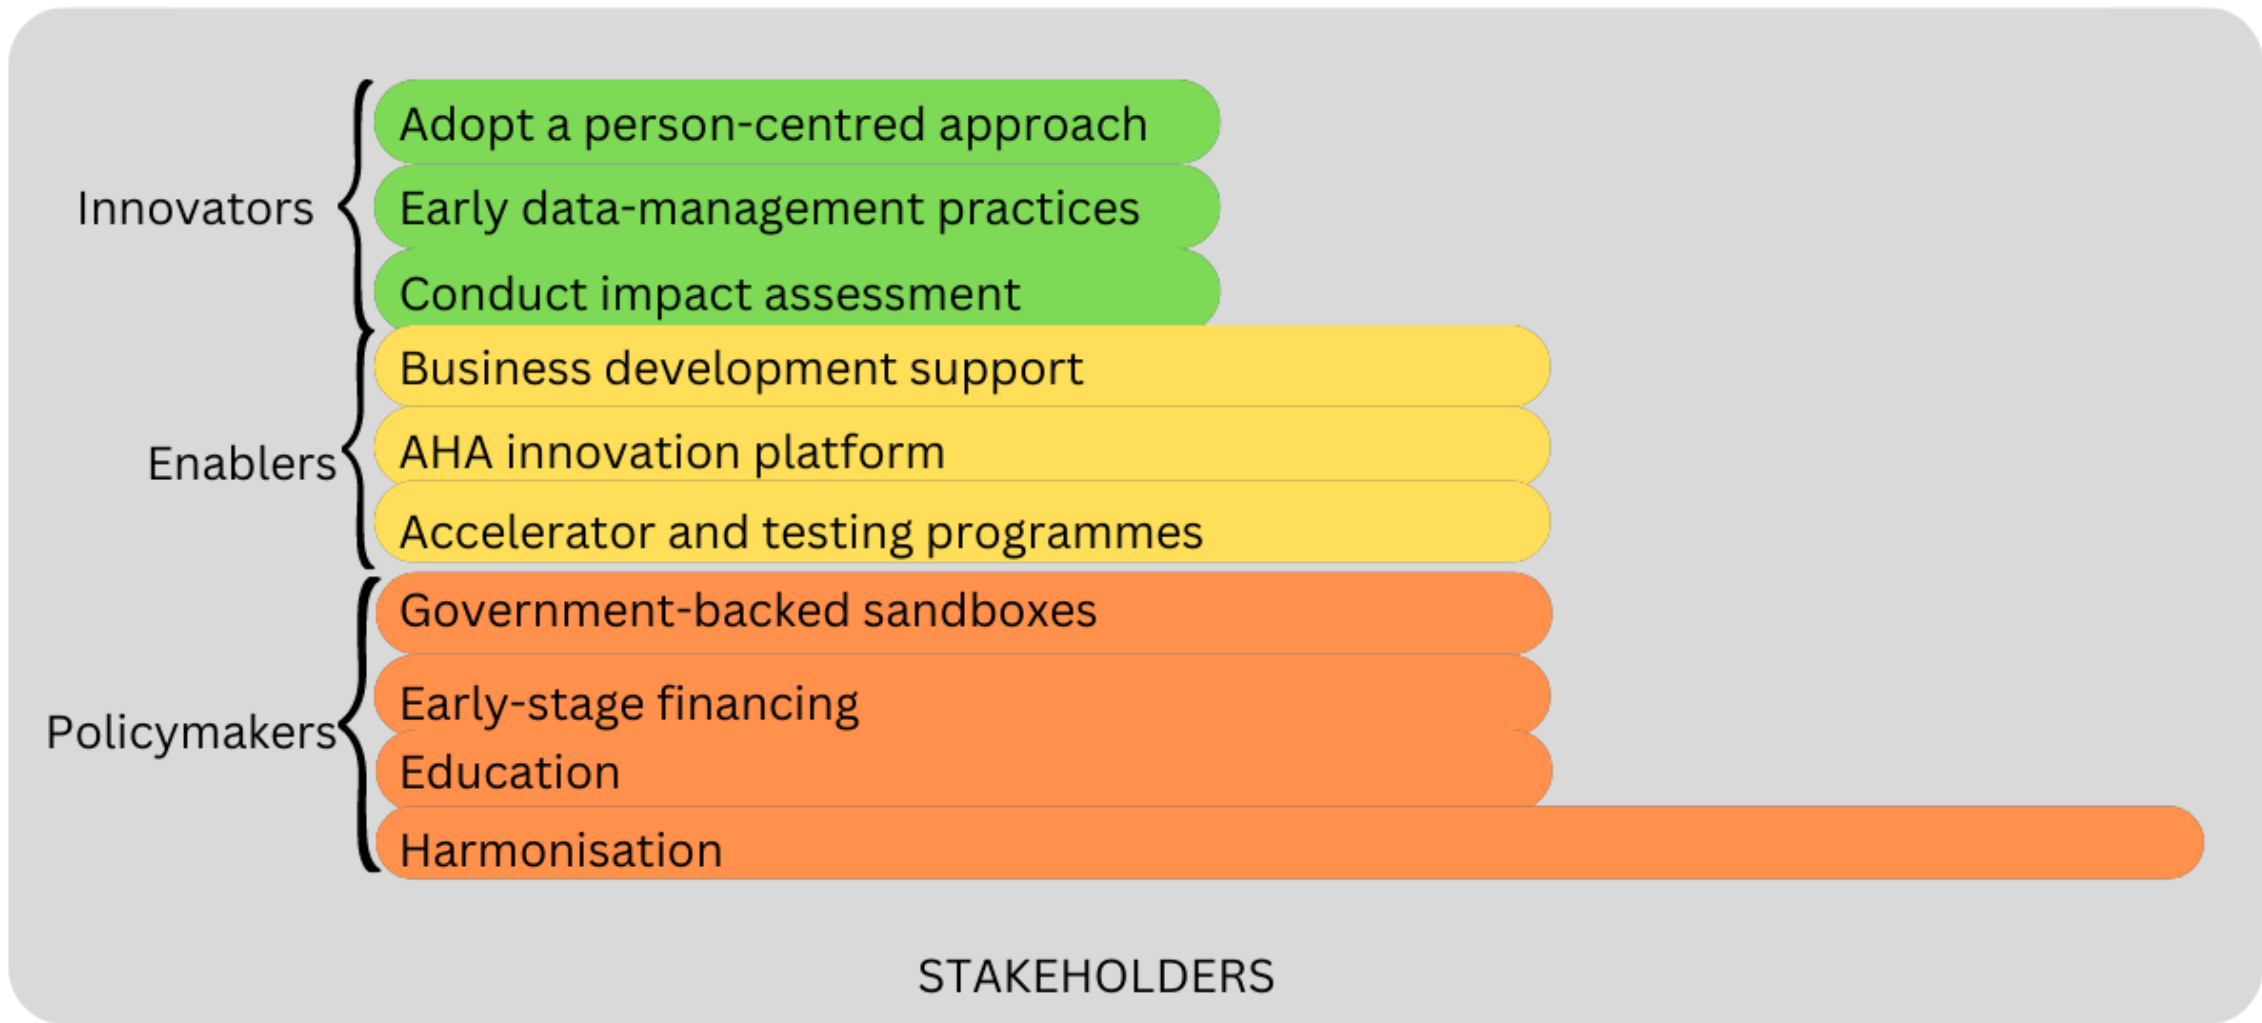 Innovators
Adopt a person-centred approach
Early data-management practices
Conduct impact assessment
Enablers
Business development support
AHA innovation platform
Accelerator and testing programmes
Policymakers
Government-backed sandboxes
Early-stage financing
Education
Harmonisation
STAKEHOLDERS